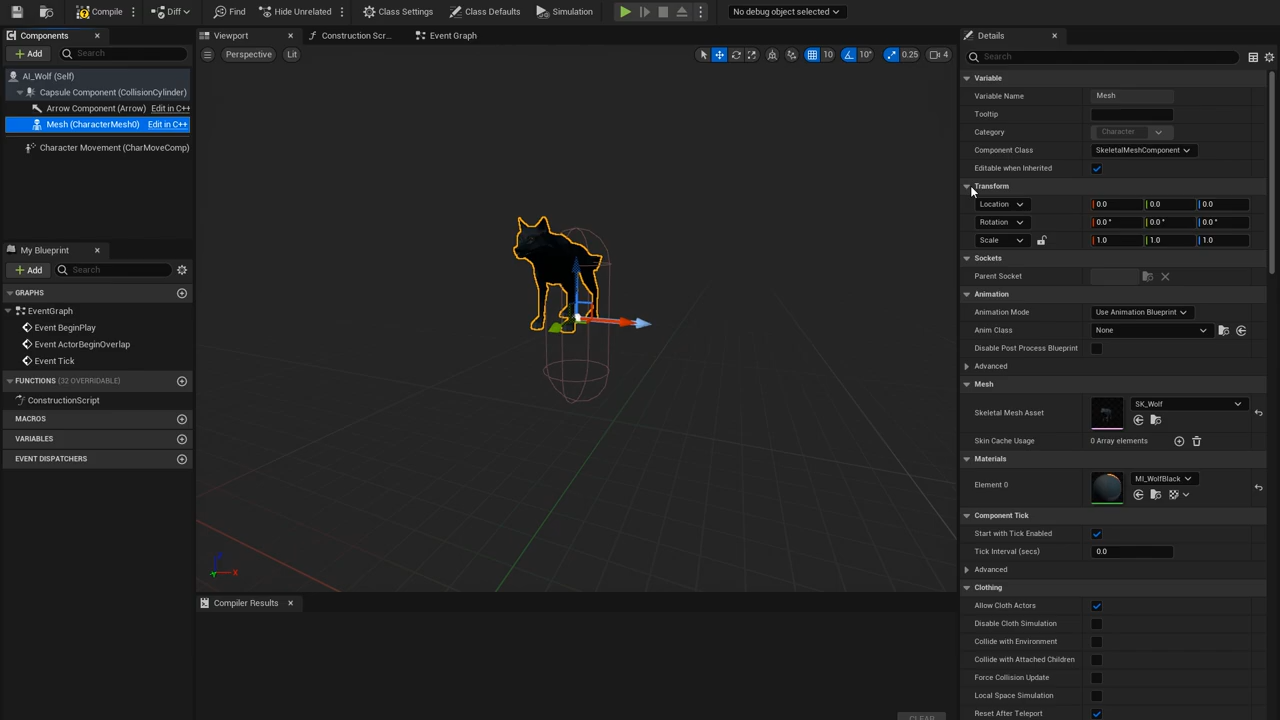 Compile
Diff
Find
Hide Unrelated
Class Settings
Class Defaults
Simulation
No debug object selected
Components
Add
Search
AI_Wolf (Self)
Capsule Component (CollisionCylinder)
Arrow Component (Arrow) Edit in C++
Mesh (CharacterMesh0) Edit in C++
Character Movement (CharMoveComp)
My Blueprint
Add
Search
GRAPHS
EventGraph
Event BeginPlay
Event ActorBeginOverlap
Event Tick
FUNCTIONS (32 OVERRIDABLE)
ConstructionScript
MACROS
VARIABLES
EVENT DISPATCHERS
Viewport
Construction Scr...
Event Graph
Perspective
Lit
10
10°
0.25
4
Z
X
Compiler Results
CLEAR
Details
Search
Variable
Variable Name Mesh
Tooltip
Category Character
Component Class SkeletalMeshComponent
Editable when Inherited
Transform
Location 0.0 0.0 0.0
Rotation 0.0 ° 0.0 ° 0.0 °
Scale 1.0 1.0 1.0
Sockets
Parent Socket
Animation
Animation Mode Use Animation Blueprint
Anim Class None
Disable Post Process Blueprint
Advanced
Mesh
Skeletal Mesh Asset SK_Wolf
Skin Cache Usage 0 Array elements
Materials
Element 0 MI_WolfBlack
Component Tick
Start with Tick Enabled
Tick Interval (secs) 0.0
Advanced
Clothing
Allow Cloth Actors
Disable Cloth Simulation
Collide with Environment
Collide with Attached Children
Force Collision Update
Local Space Simulation
Reset After Teleport